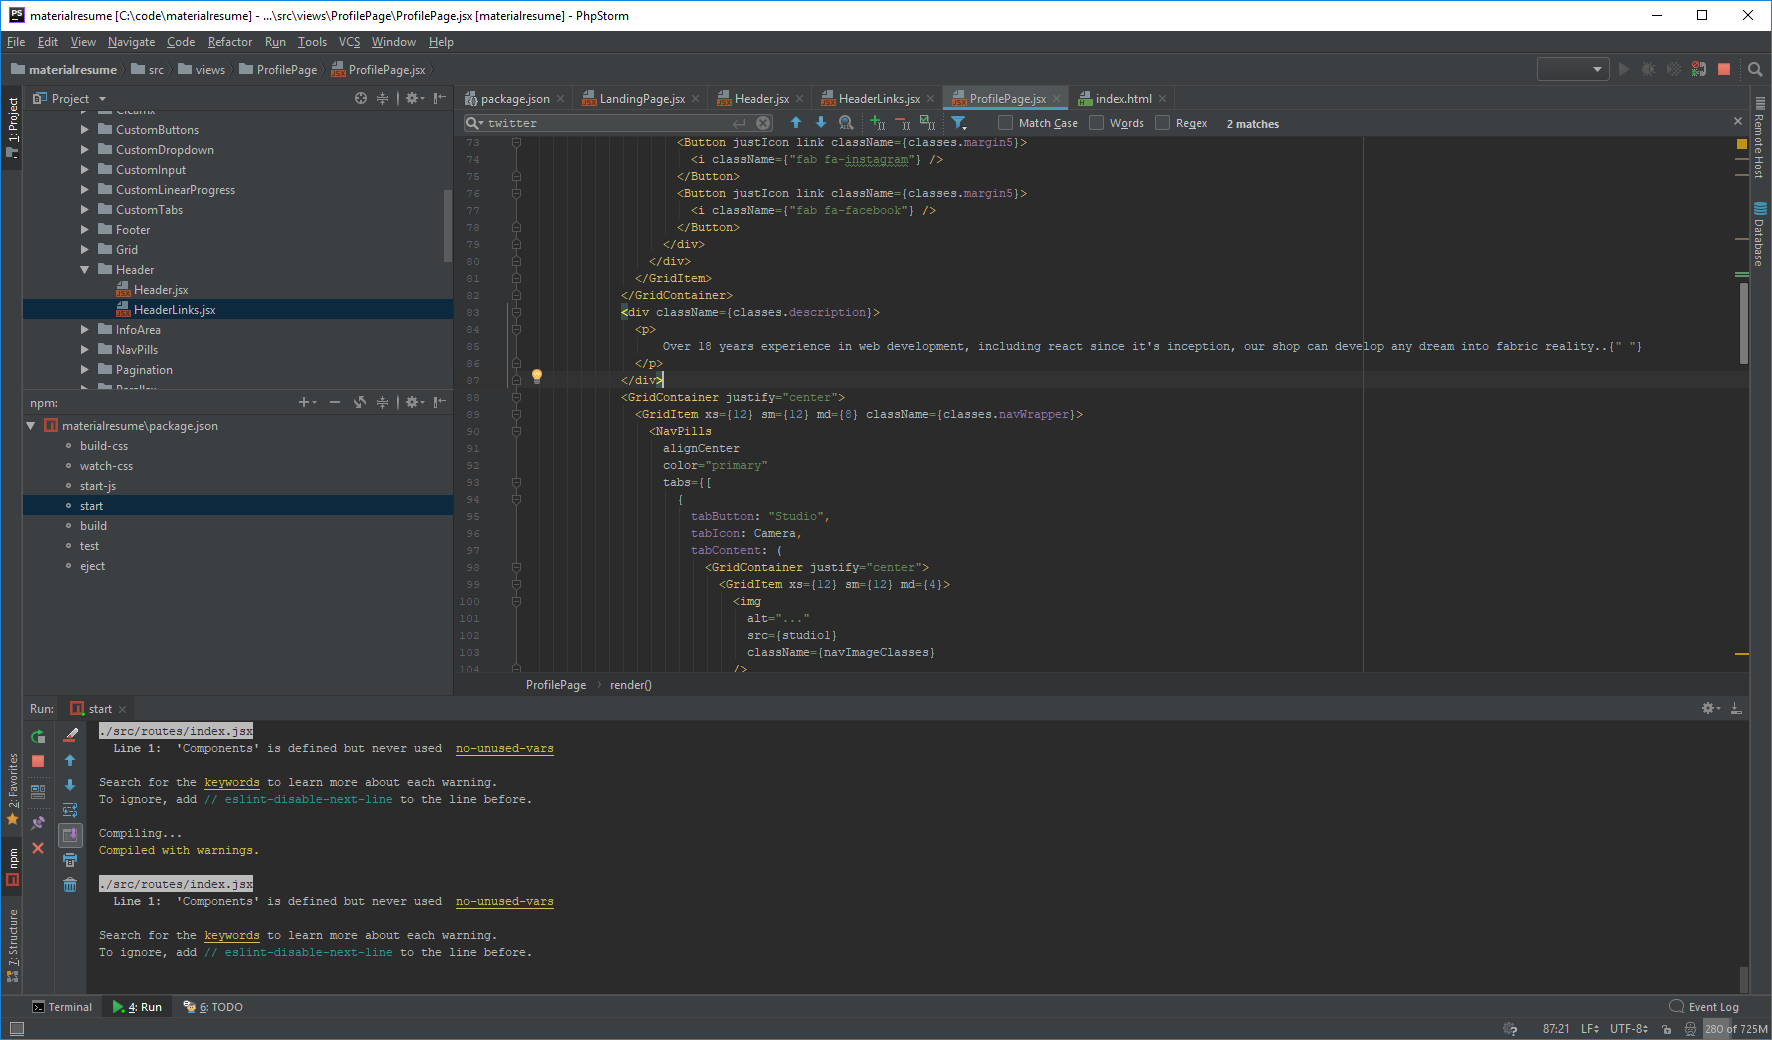 materialresume [C:\code\materialresume] - ...\src\views\ProfilePage\ProfilePage.jsx [materialresume] - PhpStorm
File Edit View Navigate Code Refactor Run Tools VCS Window Help
materialresume src views ProfilePage ProfilePage.jsx
1: Project
Project
CustomButtons
CustomDropdown
CustomInput
CustomLinearProgress
CustomTabs
Footer
Grid
Header
Header.jsx
HeaderLinks.jsx
InfoArea
NavPills
Pagination
Parallax
npm:
materialresume\package.json
build-css
watch-css
start-js
start
build
test
eject
package.json LandingPage.jsx Header.jsx HeaderLinks.jsx ProfilePage.jsx index.html
twitter Match Case Words Regex 2 matches
73 <Button justIcon link className={classes.margin5}>
74 <i className={"fab fa-instagram"} />
75 </Button>
76 <Button justIcon link className={classes.margin5}>
77 <i className={"fab fa-facebook"} />
78 </Button>
79 </div>
80 </div>
81 </GridItem>
82 </GridContainer>
83 <div className={classes.description}>
84 <p>
85 Over 18 years experience in web development, including react since it's inception, our shop can develop any dream into fabric reality..{" "}
86 </p>
87 </div>
88 <GridContainer justify="center">
89 <GridItem xs={12} sm={12} md={8} className={classes.navWrapper}>
90 <NavPills
91 alignCenter
92 color="primary"
93 tabs={[
94 {
95 tabButton: "Studio",
96 tabIcon: Camera,
97 tabContent: (
98 <GridContainer justify="center">
99 <GridItem xs={12} sm={12} md={4}>
100 <img
101 alt="..."
102 src={studio1}
103 className={navImageClasses}
104 />
ProfilePage render()
Remote Host
Database
Run: start
./src/routes/index.jsx
Line 1: 'Components' is defined but never used no-unused-vars
Search for the keywords to learn more about each warning.
To ignore, add // eslint-disable-next-line to the line before.
Compiling...
Compiled with warnings.
./src/routes/index.jsx
Line 1: 'Components' is defined but never used no-unused-vars
Search for the keywords to learn more about each warning.
To ignore, add // eslint-disable-next-line to the line before.
2: Favorites
npm
7: Structure
Terminal 4: Run 6: TODO Event Log
87:21 LF UTF-8 280 of 725M